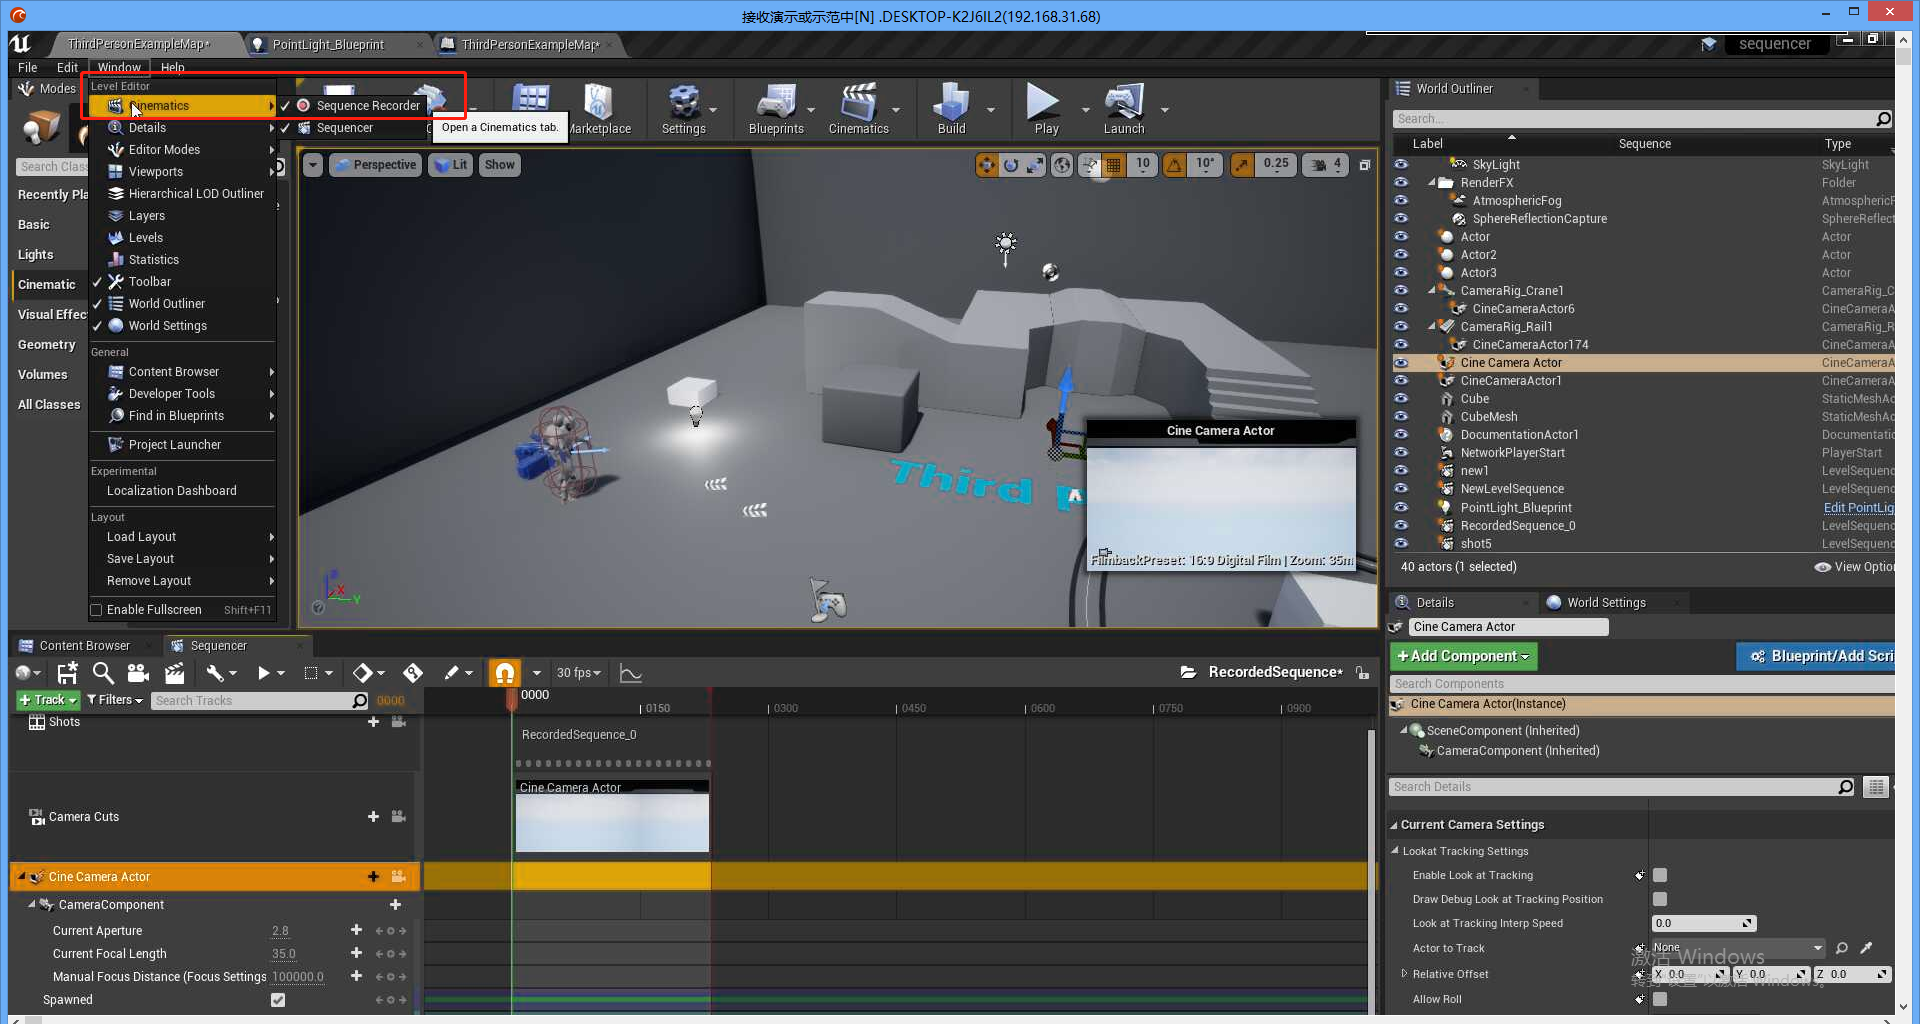 接收演示或示范中[N] .DESKTOP-K2J6IL2(192.168.31.68)
ThirdPersonExampleMap*
PointLight_Blueprint
ThirdPersonExampleMap*
sequencer
File Edit Window Help
Modes
Level Editor
Cinematics
Sequence Recorder
Details
Sequencer
Open a Cinematics tab.
Editor Modes
Viewports
Hierarchical LOD Outliner
Layers
Levels
Statistics
Toolbar
World Outliner
World Settings
General
Content Browser
Developer Tools
Find in Blueprints
Project Launcher
Experimental
Localization Dashboard
Layout
Load Layout
Save Layout
Remove Layout
Enable Fullscreen Shift+F11
Search Clas
Recently Pla
Basic
Lights
Cinematic
Visual Effec
Geometry
Volumes
All Classes
Marketplace
Settings
Blueprints
Cinematics
Build
Play
Launch
Perspective
Lit
Show
10
10°
0.25
4
Third p
X
Y
Cine Camera Actor
FilmbackPreset: 16:9 Digital Film | Zoom: 35m
World Outliner
Search...
Label Sequence Type
SkyLight SkyLight
RenderFX Folder
AtmosphericFog AtmosphericF
SphereReflectionCapture SphereReflect
Actor Actor
Actor2 Actor
Actor3 Actor
CameraRig_Crane1 CameraRig_C
CineCameraActor6 CineCameraA
CameraRig_Rail1 CameraRig_R
CineCameraActor174 CineCameraA
Cine Camera Actor CineCameraA
CineCameraActor1 CineCameraA
Cube StaticMeshAc
CubeMesh StaticMeshAc
DocumentationActor1 Documentatic
NetworkPlayerStart PlayerStart
new1 LevelSequenc
NewLevelSequence LevelSequenc
PointLight_Blueprint Edit PointLig
RecordedSequence_0 LevelSequenc
shot5 LevelSequenc
40 actors (1 selected)
View Option
Details
World Settings
Cine Camera Actor
+Add Component
Blueprint/Add Scri
Search Components
Cine Camera Actor(Instance)
SceneComponent (Inherited)
CameraComponent (Inherited)
Search Details
Current Camera Settings
Lookat Tracking Settings
Enable Look at Tracking
Draw Debug Look at Tracking Position
Look at Tracking Interp Speed 0.0
Actor to Track None
Relative Offset X 0.0 Y 0.0 Z 0.0
Allow Roll
激活 Windows
转到"设置"以激活 Windows。
Content Browser
Sequencer
30 fps
RecordedSequence*
+ Track
Filters
Search Tracks
0000
0000
0150
0300
0450
0600
0750
0900
Shots
RecordedSequence_0
Cine Camera Actor
Camera Cuts
Cine Camera Actor
CameraComponent
Current Aperture 2.8
Current Focal Length 35.0
Manual Focus Distance (Focus Settings 100000.0
Spawned